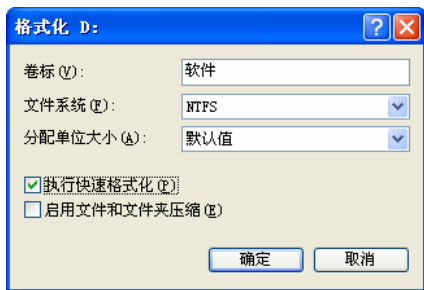 格式化 D:
卷标(V): 软件
文件系统(F): NTFS
分配单位大小(A): 默认值
执行快速格式化(P)
启用文件和文件夹压缩(E)
确定 取消